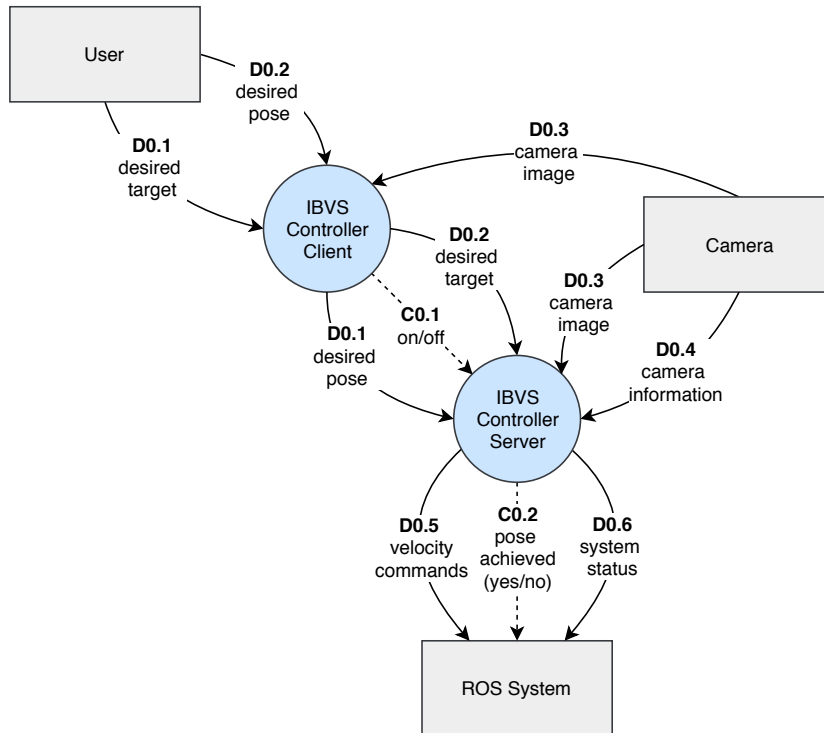 User
D0.2
desired
pose
D0.1
desired
target
D0.3
camera
image
IBVS
Controller
Client
D0.2
desired
target
Camera
D0.3
camera
image
C0.1
on/off
D0.1
desired
pose
D0.4
camera
information
IBVS
Controller
Server
D0.5
velocity
commands
C0.2
pose
achieved
(yes/no)
D0.6
system
status
ROS System